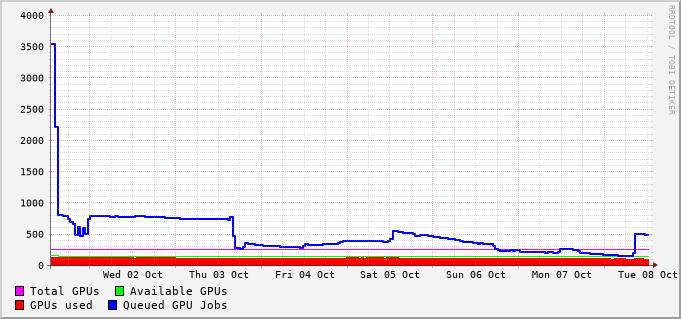 4000
3500
3000
2500
2000
1500
1000
500
0
Wed 02 Oct Thu 03 Oct Fri 04 Oct Sat 05 Oct Sun 06 Oct Mon 07 Oct Tue 08 Oct
Total GPUs Available GPUs
GPUs used Queued GPU Jobs
RRDTOOL / TOBI OETIKER